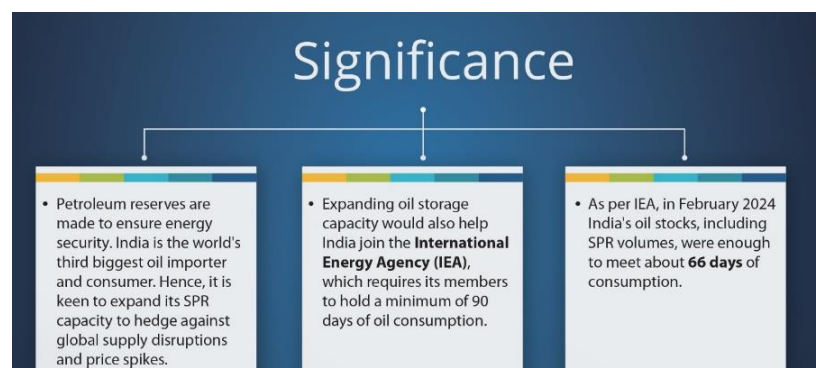 Significance
• Petroleum reserves are
made to ensure energy
security. India is the world's
third biggest oil importer
and consumer. Hence, it is
keen to expand its SPR
capacity to hedge against
global supply disruptions
and price spikes.
• Expanding oil storage
capacity would also help
India join the International
Energy Agency (IEA),
which requires its members
to hold a minimum of 90
days of oil consumption.
• As per IEA, in February 2024
India's oil stocks, including
SPR volumes, were enough
to meet about 66 days of
consumption.